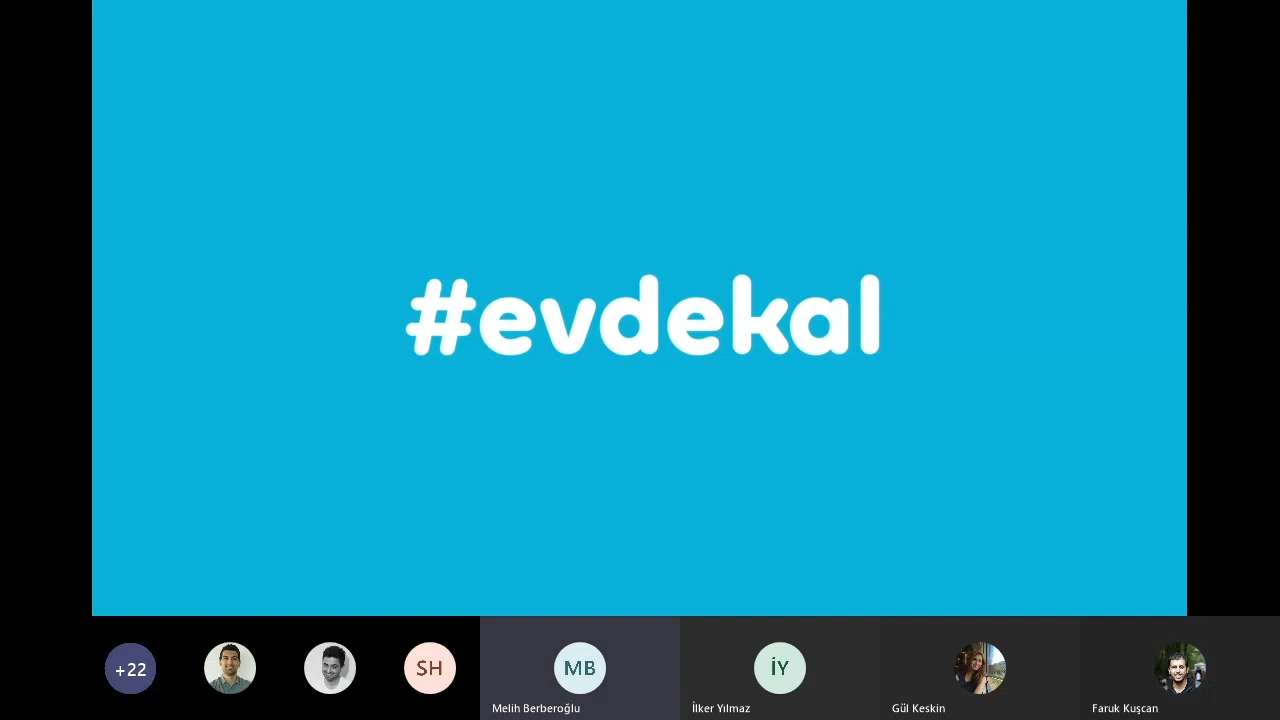 #evdekal
+22
SH
MB
İY
Melih Berberoğlu
İlker Yılmaz
Gül Keskin
Faruk Kuşcan